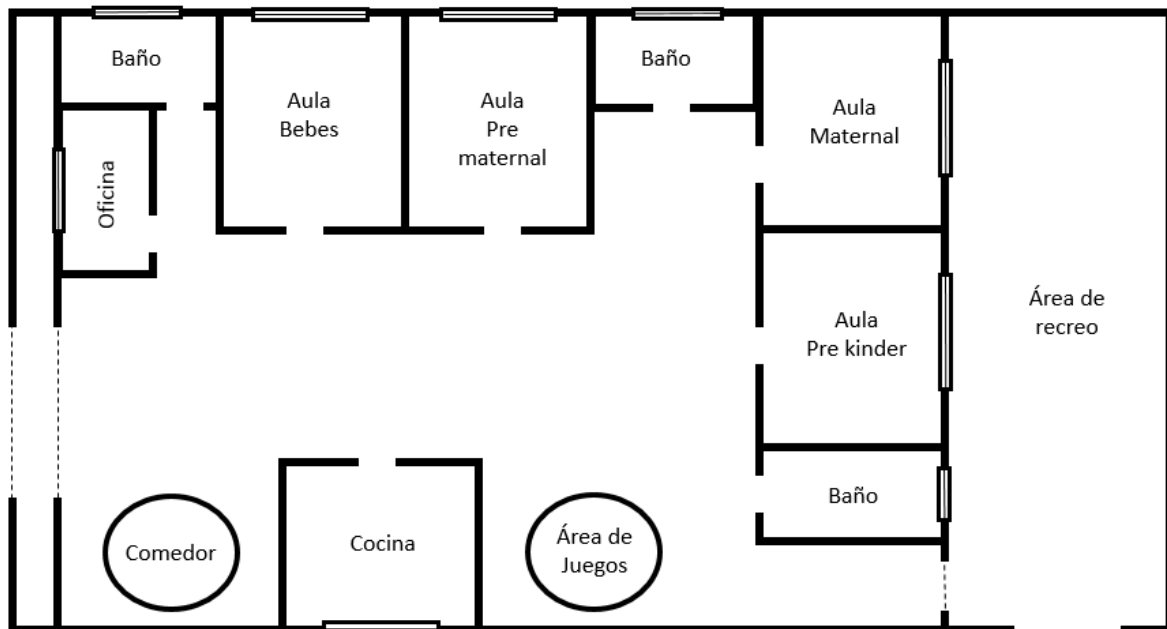 Baño
Aula
Bebes
Aula
Pre
maternal
Baño
Aula
Maternal
Oficina
Aula
Pre kinder
Área de
recreo
Baño
Comedor
Cocina
Área de
Juegos